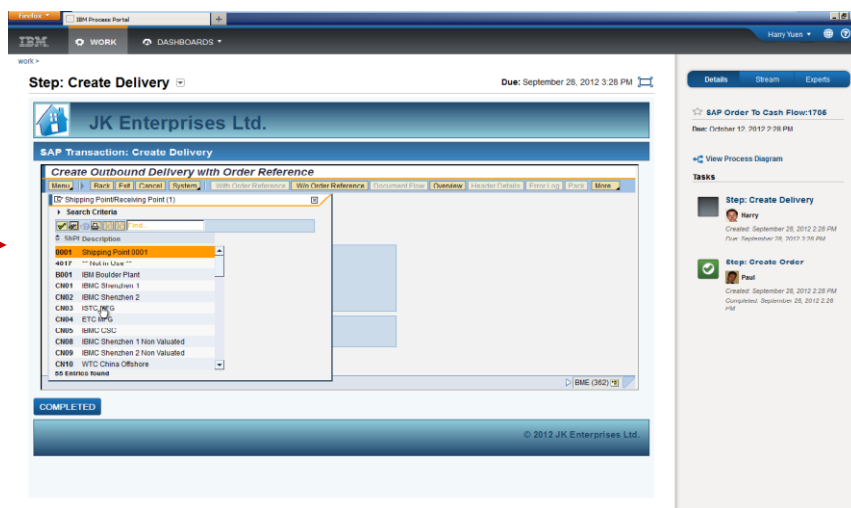 Firefox
IBM Process Portal
+
IBM
WORK
DASHBOARDS
Harry Yuen
work >
Step: Create Delivery
Due: September 28, 2012 3:28 PM
Details
Stream
Experts
JK Enterprises Ltd.
SAP Order To Cash Flow:1706
Due: October 12, 2012 2:28 PM
SAP Transaction: Create Delivery
View Process Diagram
Create Outbound Delivery with Order Reference
Tasks
Menu Back Exit Cancel System With Order Reference W/o Order Reference Document Flow Overview Header Details Error Log Pack More
Shipping Point/Receiving Point (1)
Search Criteria
Find...
ShPt Description
0001 Shipping Point 0001
4017 ** Not in Use **
B001 IBM Boulder Plant
CN01 IBMC Shenzhen 1
CN02 IBMC Shenzhen 2
CN03 ISTC MFG
CN04 ETC MFG
CN05 IBMC CSC
CN08 IBMC Shenzhen 1 Non Valuated
CN09 IBMC Shenzhen 2 Non Valuated
CN10 WTC China Offshore
55 Entries found
BME (362)
Step: Create Delivery
Harry
Created: September 28, 2012 2:28 PM
Due: September 28, 2012 3:28 PM
Step: Create Order
Paul
Created: September 28, 2012 2:28 PM
Completed: September 28, 2012 2:28 PM
COMPLETED
© 2012 JK Enterprises Ltd.